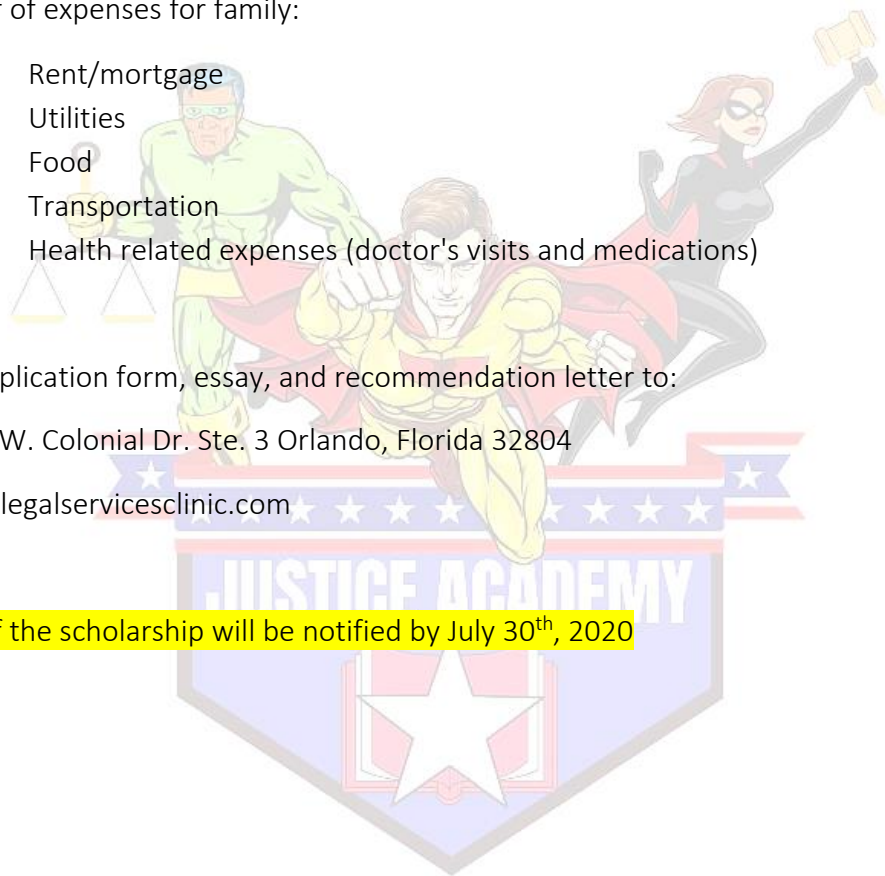 of expenses for family:
Rent/mortgage
Utilities
Food
Transportation
Health related expenses (doctor's visits and medications)
plication form, essay, and recommendation letter to:
W. Colonial Dr. Ste. 3 Orlando, Florida 32804
legalservicesclinic.com
JUSTICE ACADEMY
the scholarship will be notified by July 30th, 2020